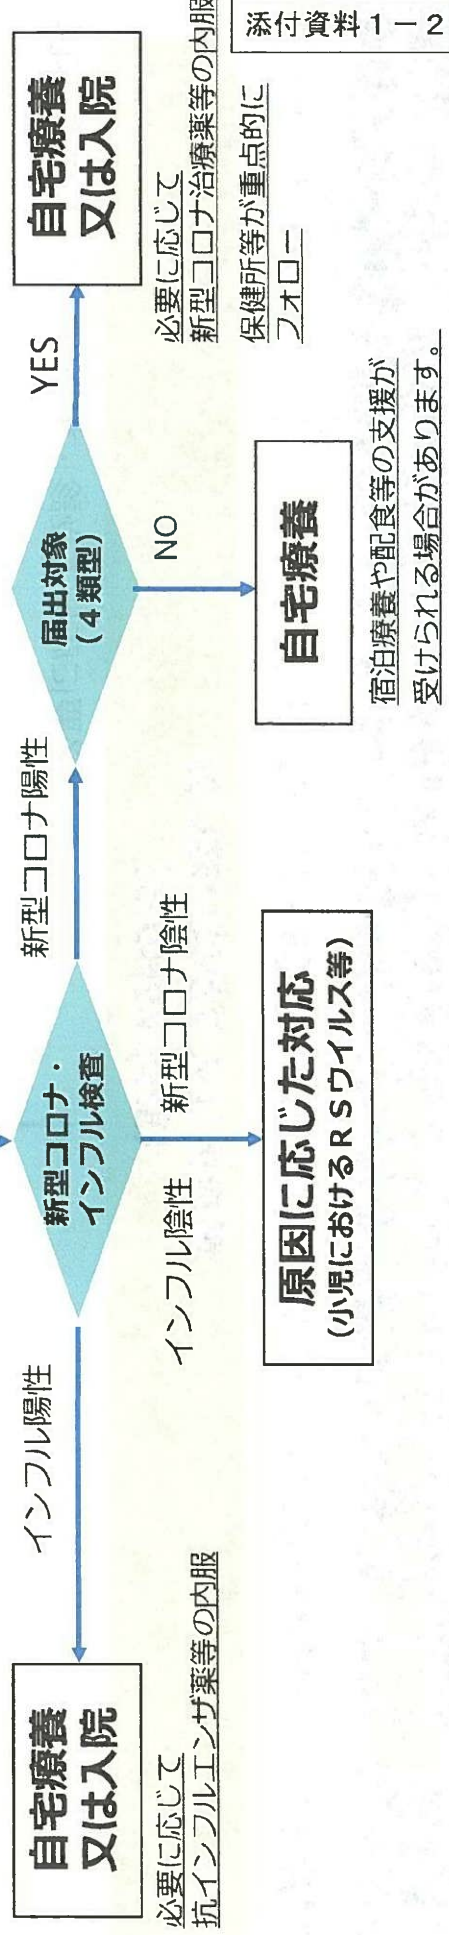 添付資料１－２
新型コロナ・
インフル検査
インフル陽性
自宅療養
又は入院
必要に応じて
抗インフルエンザ薬等の内服
インフル陰性
新型コロナ陰性
原因に応じた対応
（小児におけるＲＳウイルス等）
新型コロナ陽性
届出対象
（４類型）
YES
自宅療養
又は入院
必要に応じて
新型コロナ治療薬等の内服
保健所等が重点的に
フォロー
NO
自宅療養
宿泊療養や配食等の支援が
受けられる場合があります。